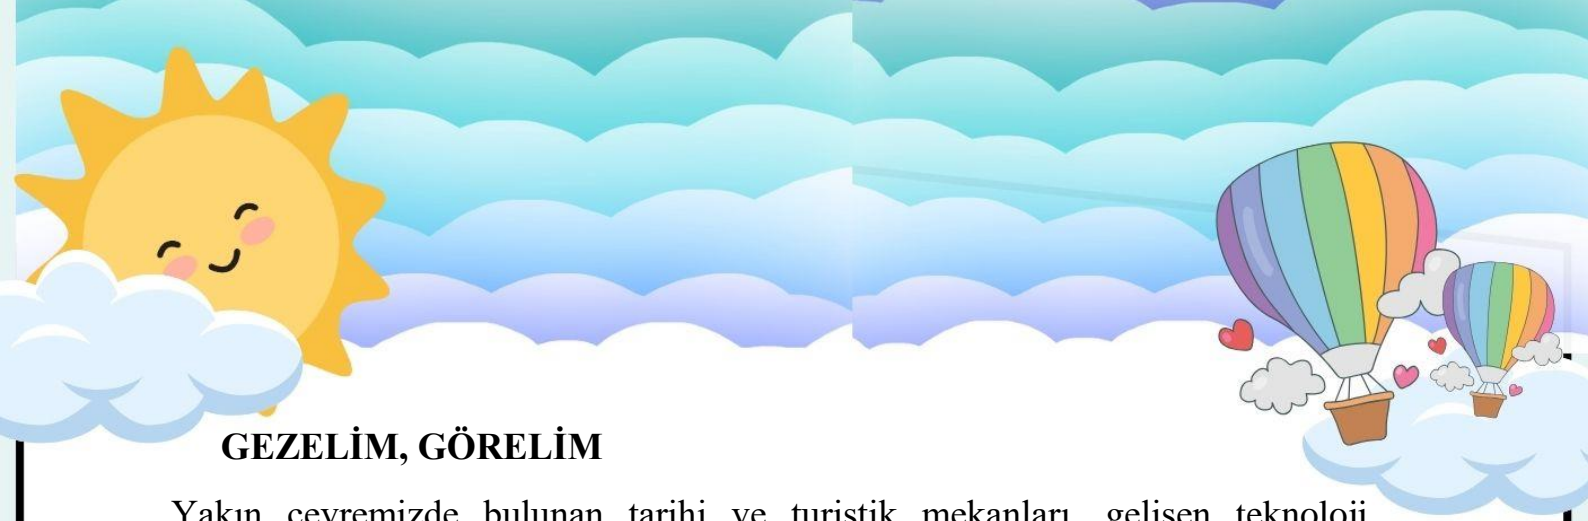 GEZELİM, GÖRELİM
Yakın çevremizde bulunan tarihi ve turistik mekanları, gelişen teknoloji